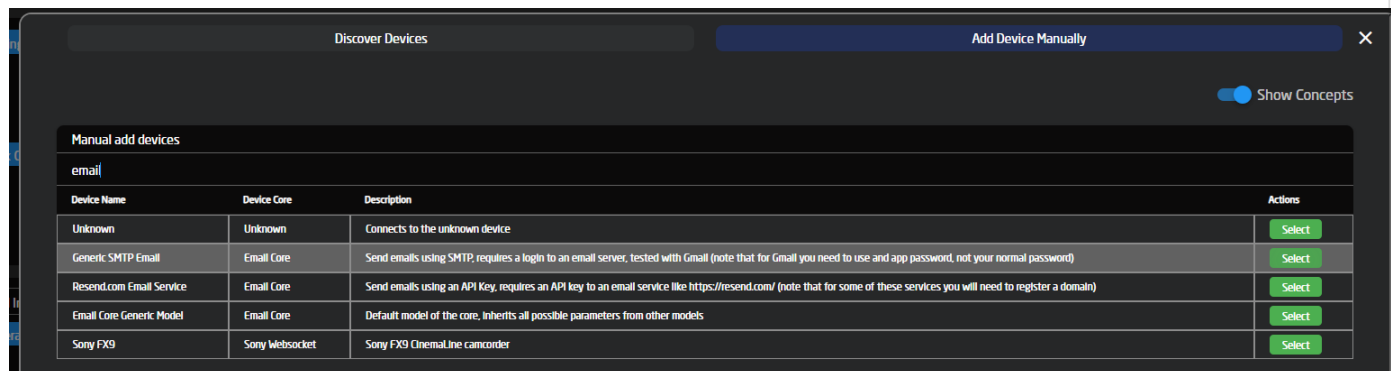 Discover Devices
Add Device Manually
Show Concepts
Manual add devices
email
Device Name Device Core Description Actions
Unknown Unknown Connects to the unknown device Select
Generic SMTP Email Email Core Send emails using SMTP, requires a login to an email server, tested with Gmail (note that for Gmail you need to use and app password, not your normal password) Select
Resend.com Email Service Email Core Send emails using an API Key, requires an API key to an email service like https://resend.com/ (note that for some of these services you will need to register a domain) Select
Email Core Generic Model Email Core Default model of the core, inherits all possible parameters from other models Select
Sony FX9 Sony Websocket Sony FX9 CinemaLine camcorder Select